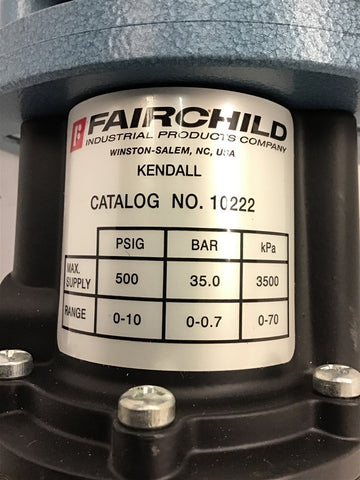 FAIRCHILD
INDUSTRIAL PRODUCTS COMPANY
WINSTON-SALEM, NC, USA
KENDALL
CATALOG NO. 10222
PSIG BAR kPa
MAX. SUPPLY 500 35.0 3500
RANGE 0-10 0-0.7 0-70